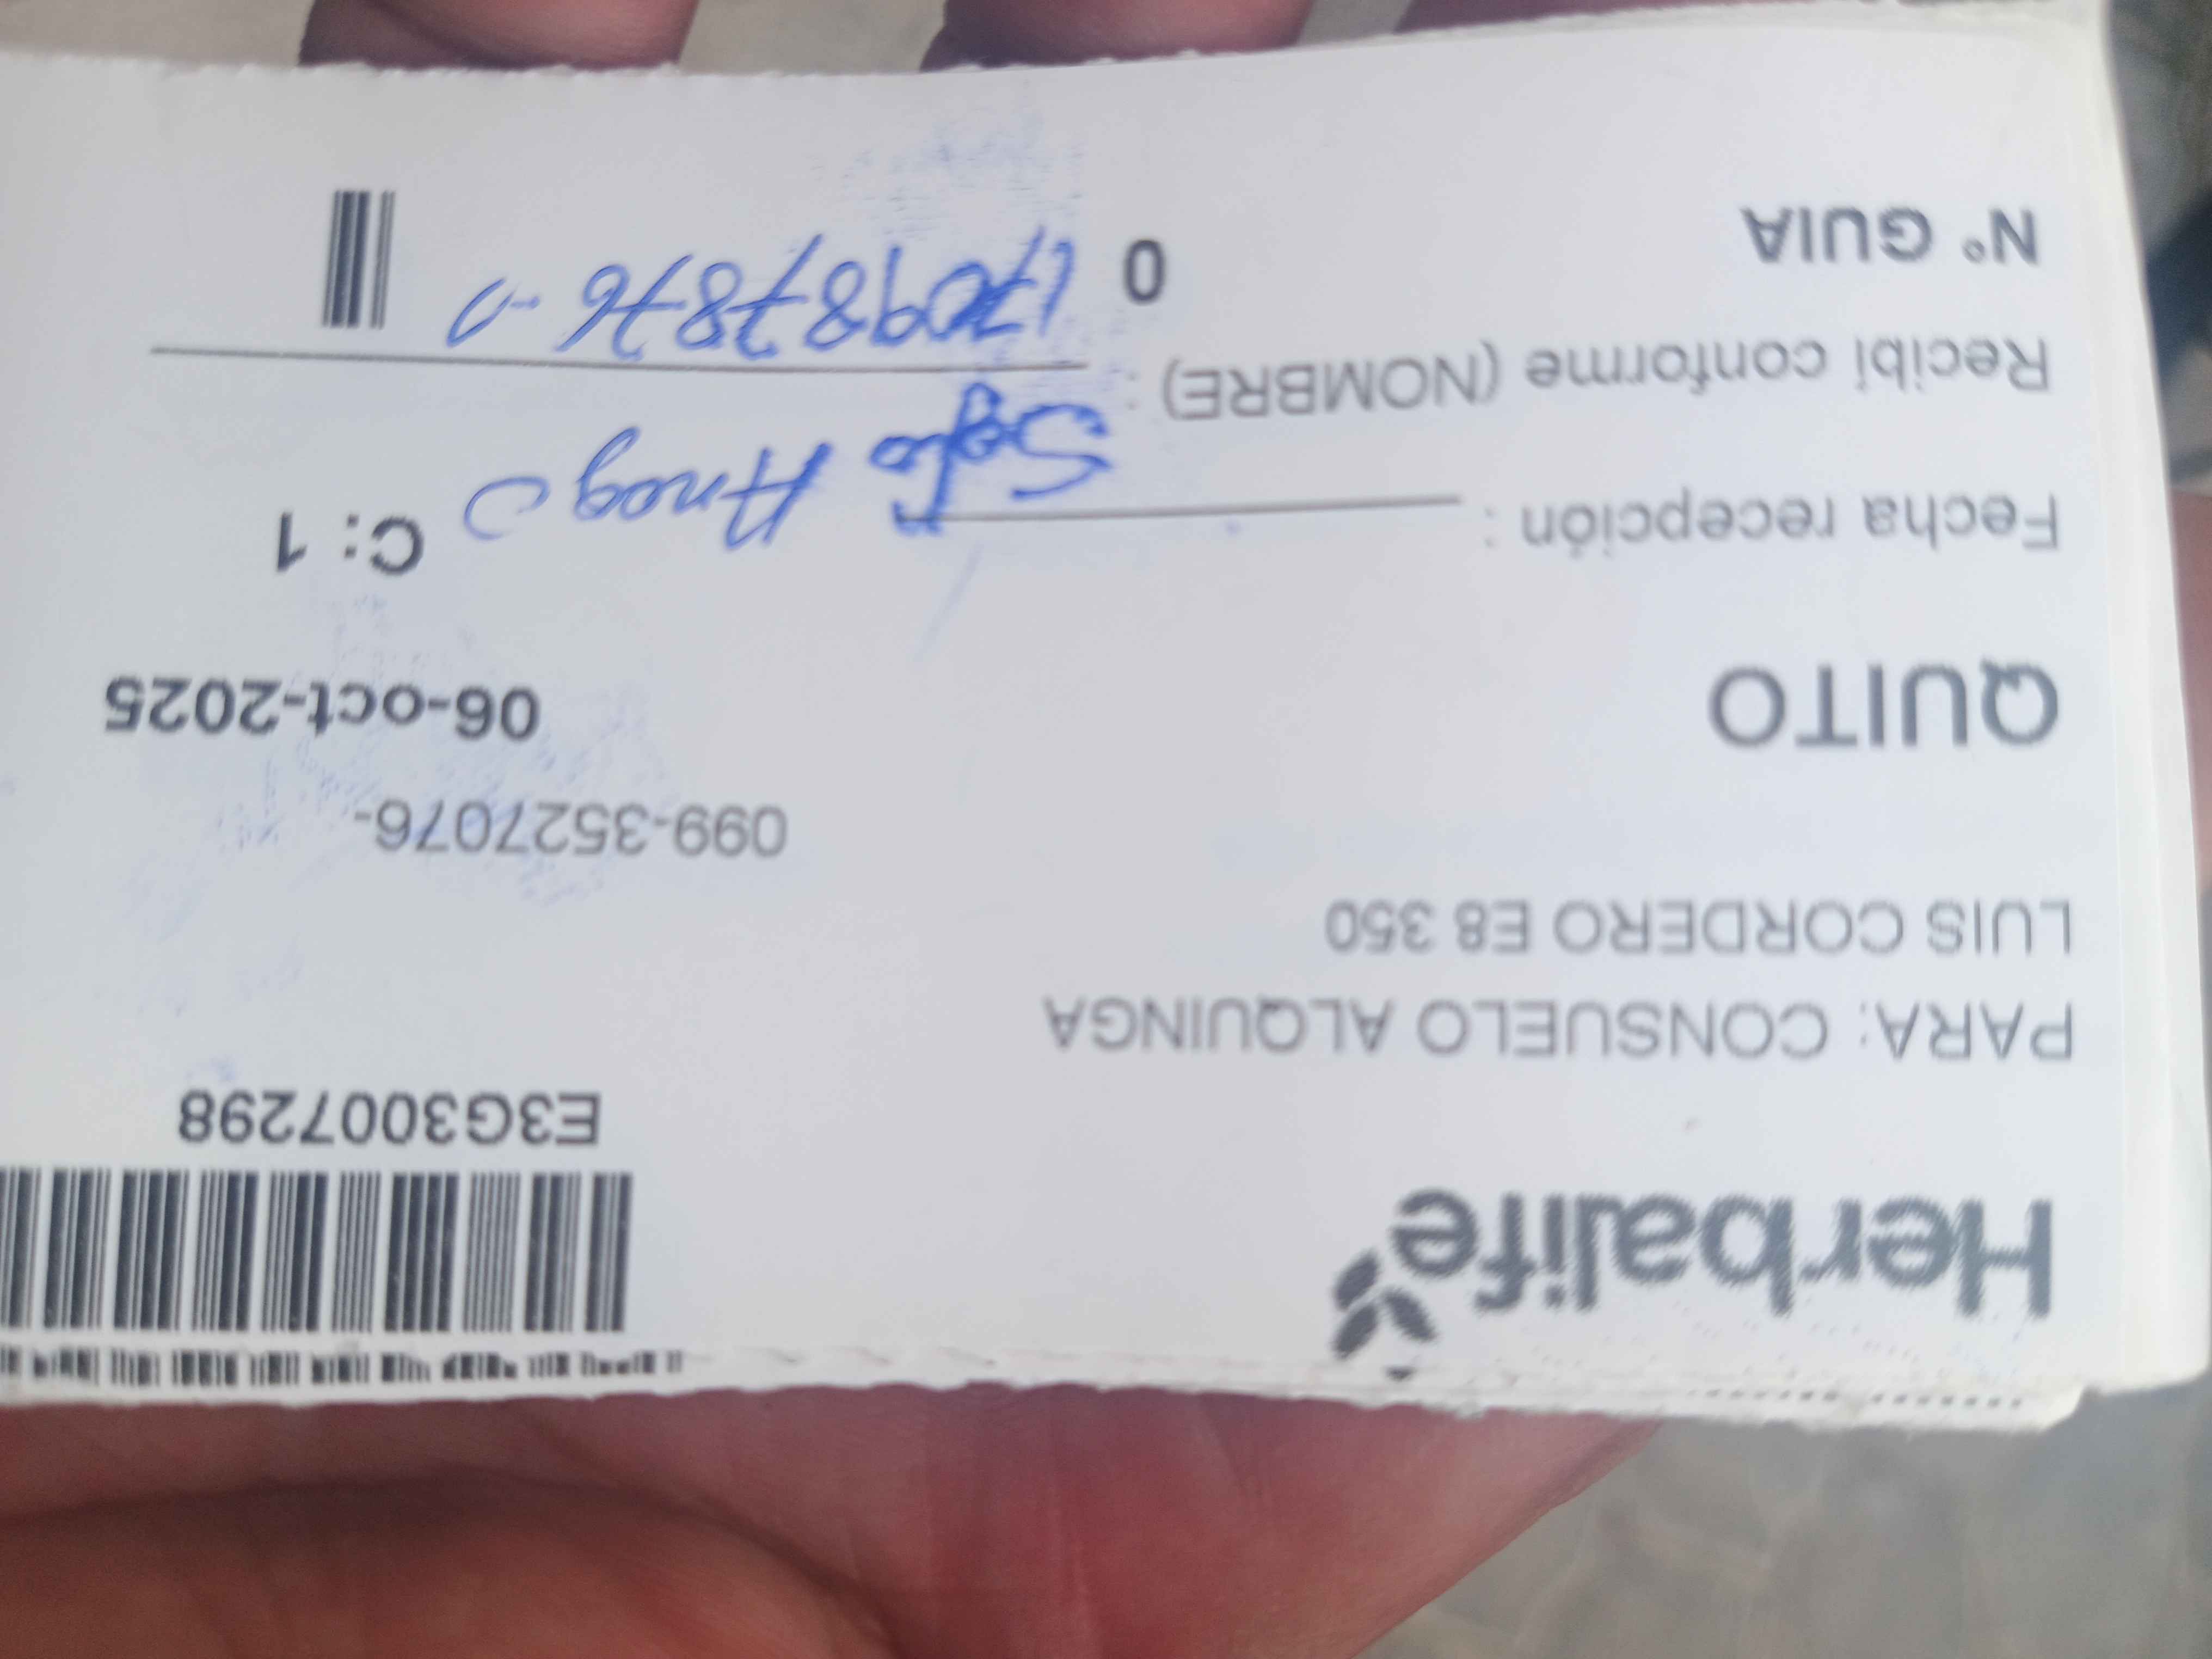 Herbalife
E3G3007298
PARA: CONSUELO ALQUINGA
LUIS CORDERO E8 350
099-3527076-
QUITO
06-oct-2025
Fecha recepción :
C: 1
Recibí conforme (NOMBRE) :
N° GUIA
0